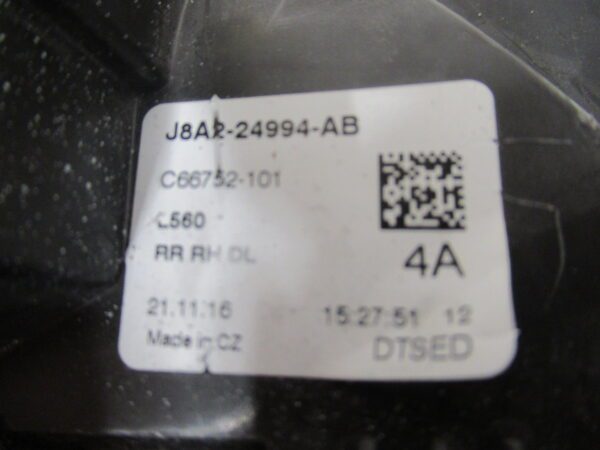 J8A2-24994-AB
C66752-101
L560
RR RH DL
4A
21.11.16 15:27:51 12
Made in CZ DTSED